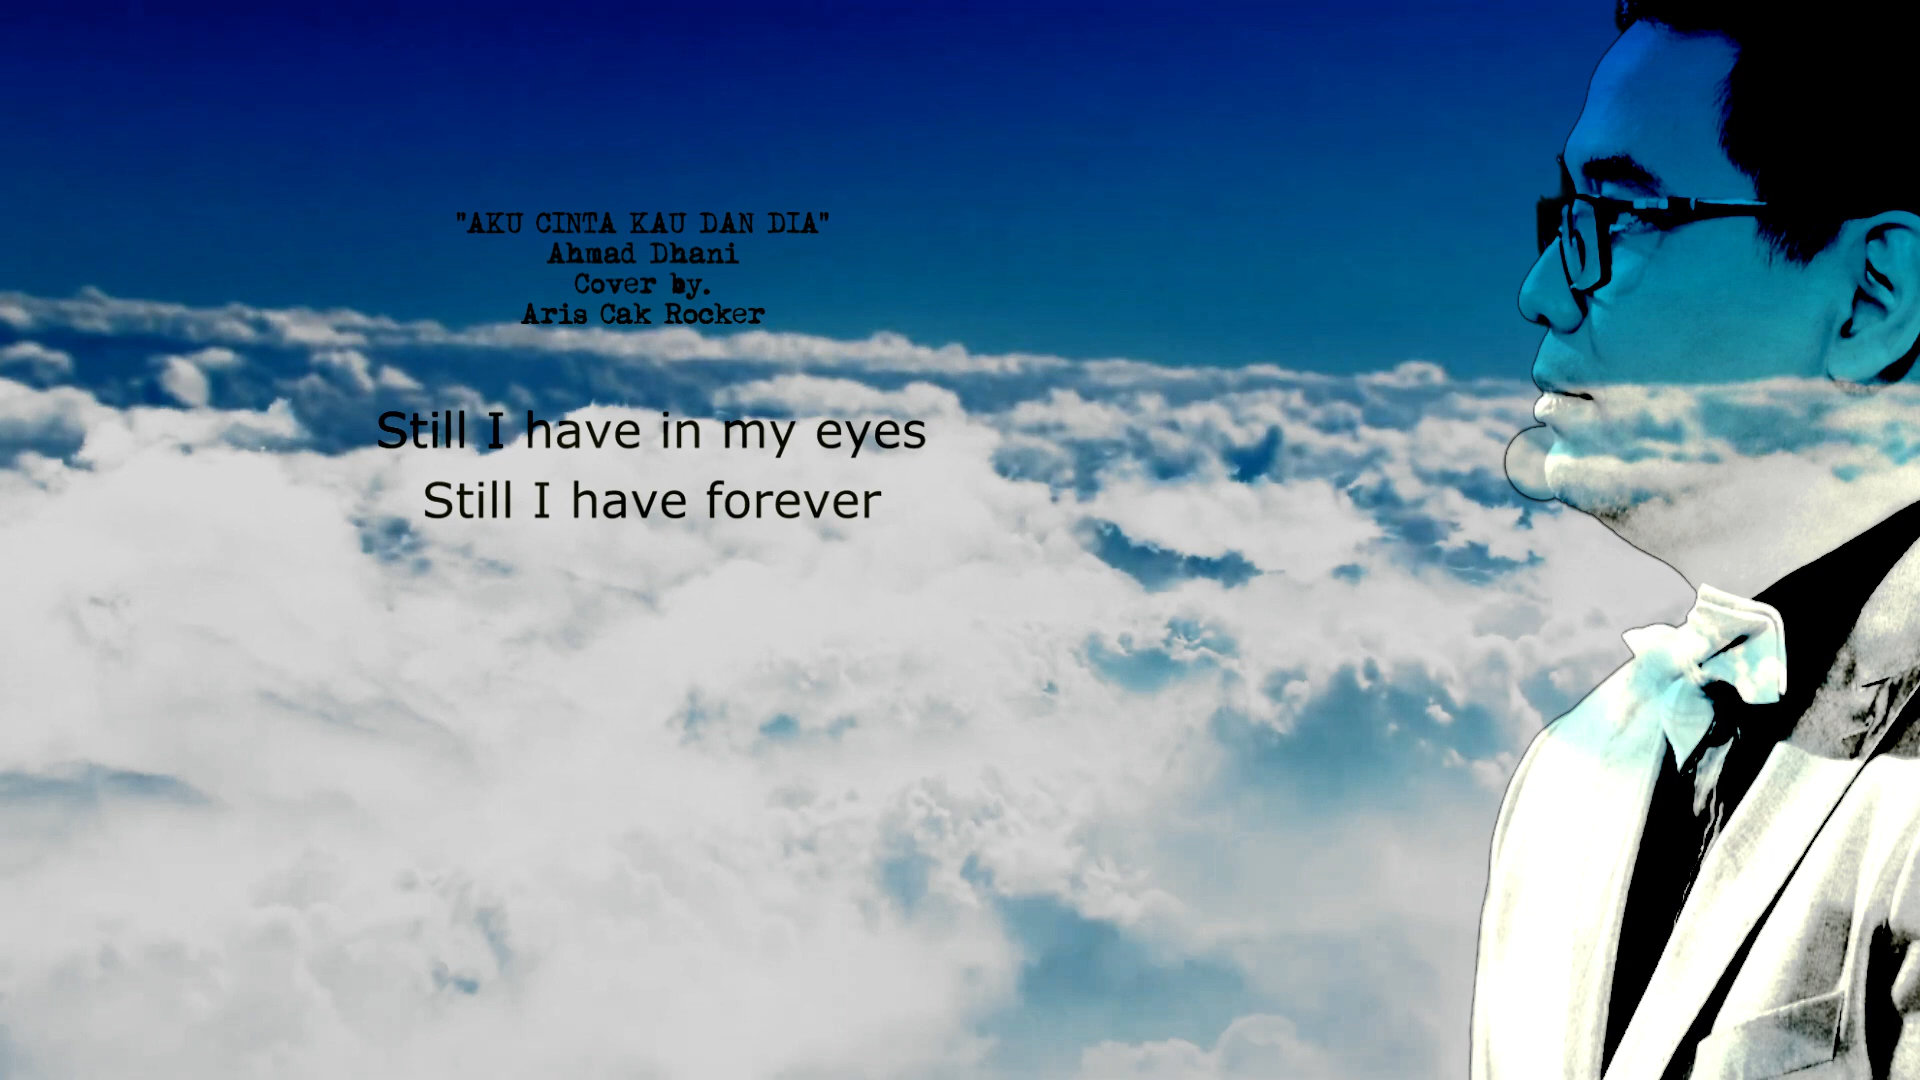 "AKU CINTA KAU DAN DIA"
Ahmad Dhani
Cover by.
Aris Cak Rocker
Still I have in my eyes
Still I have forever